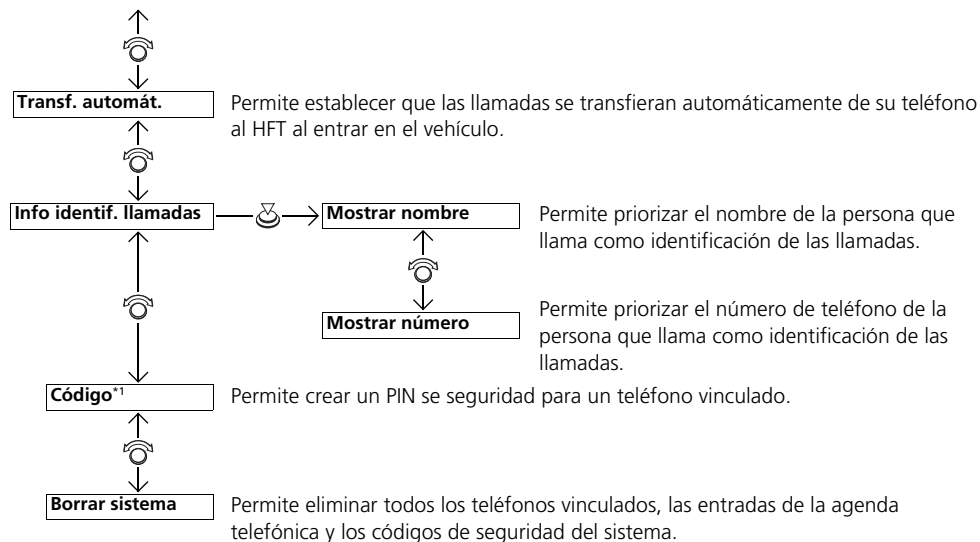 Transf. automát.
Permite establecer que las llamadas se transfieran automáticamente de su teléfono
al HFT al entrar en el vehículo.
Info identif. llamadas
Mostrar nombre
Permite priorizar el nombre de la persona que
llama como identificación de las llamadas.
Mostrar número
Permite priorizar el número de teléfono de la
persona que llama como identificación de las
llamadas.
Código*1
Permite crear un PIN se seguridad para un teléfono vinculado.
Borrar sistema
Permite eliminar todos los teléfonos vinculados, las entradas de la agenda
telefónica y los códigos de seguridad del sistema.